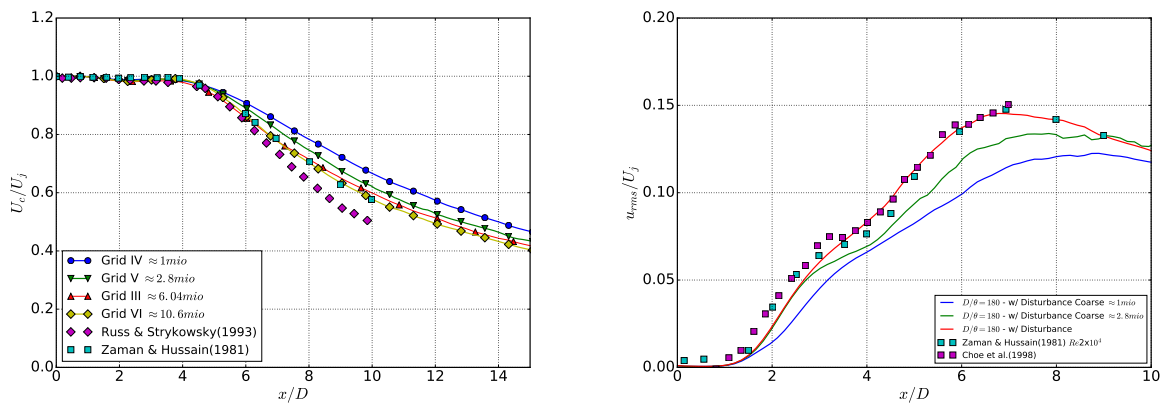 1.2
1.0
0.8
0.6
0.4
0.2
0.0
U_c/U_j
Grid IV ≈1mio
Grid V ≈2.8mio
Grid III ≈6.04mio
Grid VI ≈10.6mio
Russ & Strykowsky(1993)
Zaman & Hussain(1981)
0 2 4 6 8 10 12 14
x/D
0.20
0.15
0.10
0.05
0.00
u_rms/U_j
D/θ=180 - w/ Disturbance Coarse ≈1mio
D/θ=180 - w/ Disturbance Coarse ≈2.8mio
D/θ=180 - w/ Disturbance
Zaman & Hussain(1981) Re2x10⁴
Choe et al.(1998)
0 2 4 6 8 10
x/D